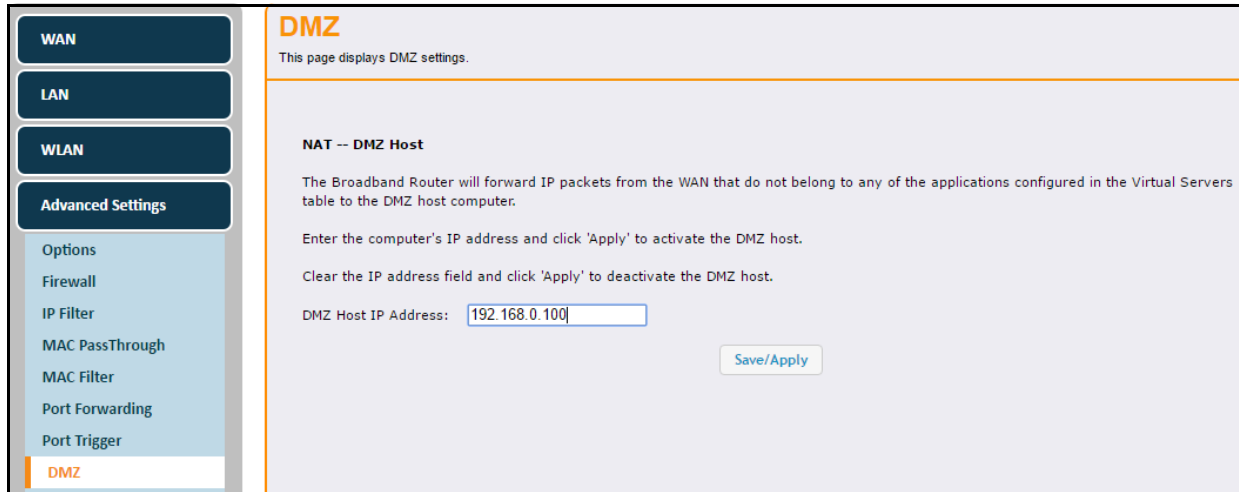 WAN
LAN
WLAN
Advanced Settings
Options
Firewall
IP Filter
MAC PassThrough
MAC Filter
Port Forwarding
Port Trigger
DMZ
DMZ
This page displays DMZ settings.
NAT -- DMZ Host
The Broadband Router will forward IP packets from the WAN that do not belong to any of the applications configured in the Virtual Servers
table to the DMZ host computer.
Enter the computer's IP address and click 'Apply' to activate the DMZ host.
Clear the IP address field and click 'Apply' to deactivate the DMZ host.
DMZ Host IP Address: 192.168.0.100
Save/Apply